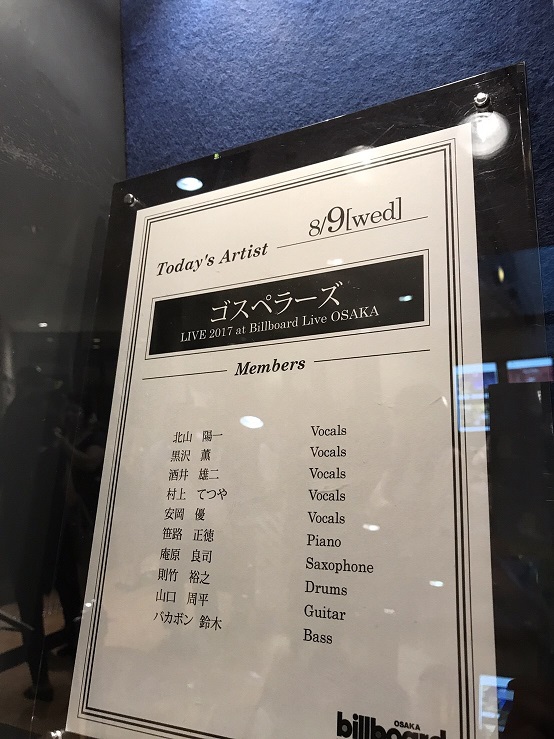 8/9[wed]
Today's Artist
ゴスペラーズ
LIVE 2017 at Billboard Live OSAKA
Members
北山 陽一 Vocals
黒沢 薫 Vocals
酒井 雄二 Vocals
村上 てつや Vocals
安岡 優 Vocals
笹路 正徳 Piano
庵原 良司 Saxophone
則竹 裕之 Drums
山口 周平 Guitar
バカボン 鈴木 Bass
OSAKA
billboard